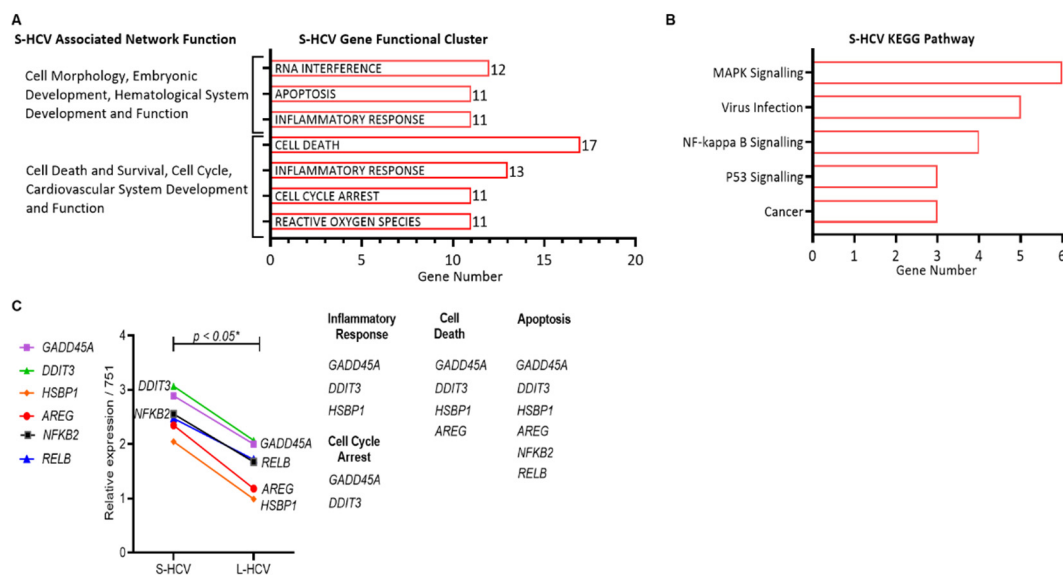 A
S-HCV Associated Network Function
S-HCV Gene Functional Cluster
Cell Morphology, Embryonic
Development, Hematological System
Development and Function
Cell Death and Survival, Cell Cycle,
Cardiovascular System Development
and Function
RNA INTERFERENCE 12
APOPTOSIS 11
INFLAMMATORY RESPONSE 11
CELL DEATH 17
INFLAMMATORY RESPONSE 13
CELL CYCLE ARREST 11
REACTIVE OXYGEN SPECIES 11
0 5 10 15 20
Gene Number
B
S-HCV KEGG Pathway
MAPK Signalling
Virus Infection
NF-kappa B Signalling
P53 Signalling
Cancer
0 1 2 3 4 5 6
Gene Number
C
GADD45A
DDIT3
HSBP1
AREG
NFKB2
RELB
Relative expression / 751
4
3
2
1
0
p < 0.05*
DDIT3
NFKB2
GADD45A
RELB
AREG
HSBP1
S-HCV L-HCV
Inflammatory
Response
GADD45A
DDIT3
HSBP1
Cell Cycle
Arrest
GADD45A
DDIT3
Cell
Death
GADD45A
DDIT3
HSBP1
AREG
Apoptosis
GADD45A
DDIT3
HSBP1
AREG
NFKB2
RELB